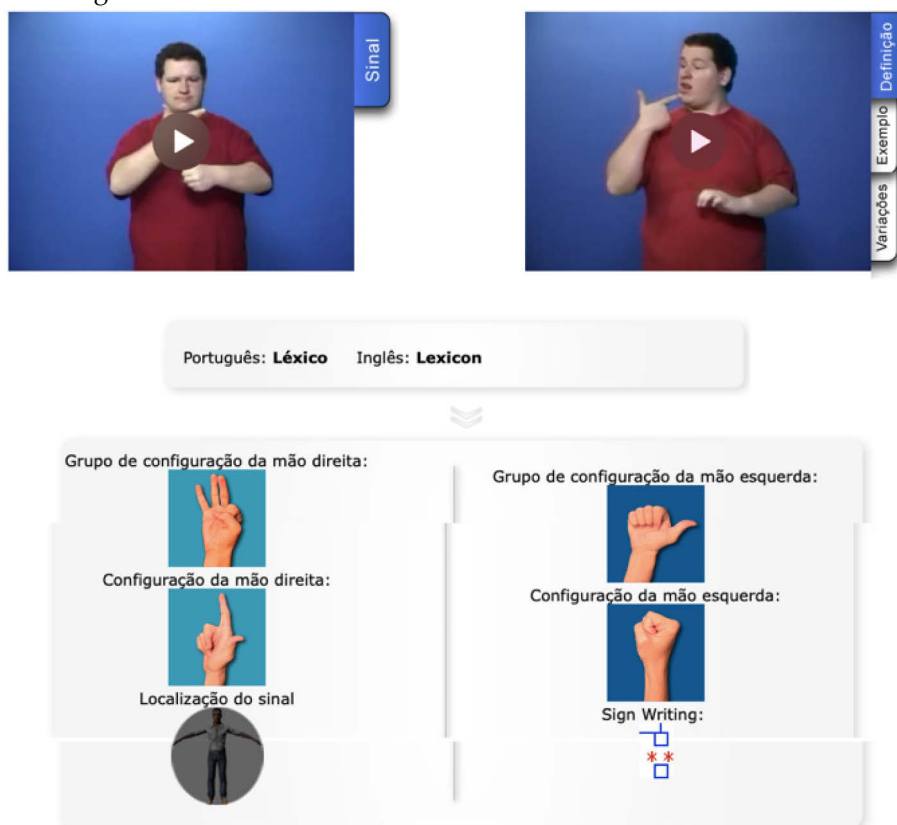 Sinal
Definição
Exemplo
Variações
Português: Léxico Inglês: Lexicon
Grupo de configuração da mão direita:
Grupo de configuração da mão esquerda:
Configuração da mão direita:
Configuração da mão esquerda:
Localização do sinal
Sign Writing: